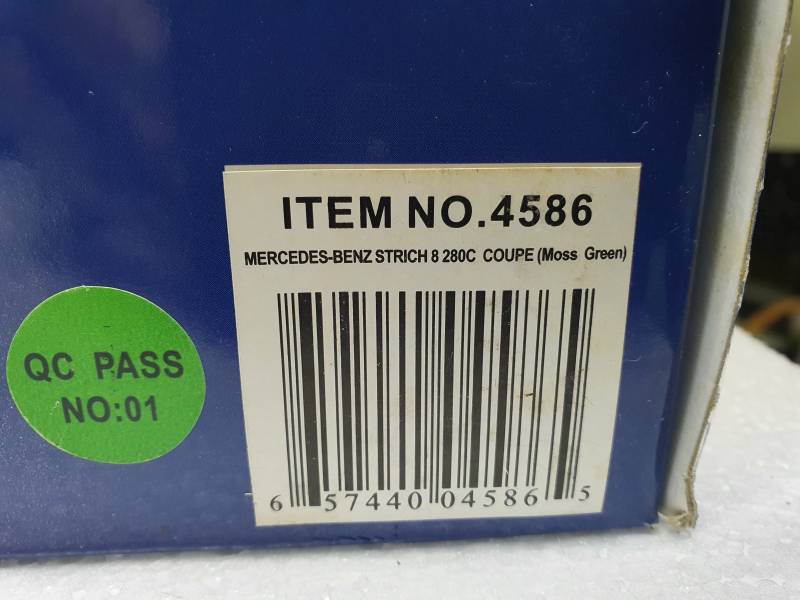 ITEM NO.4586
MERCEDES-BENZ STRICH 8 280C COUPE (Moss Green)
6 57440 04586 5
QC PASS
NO:01